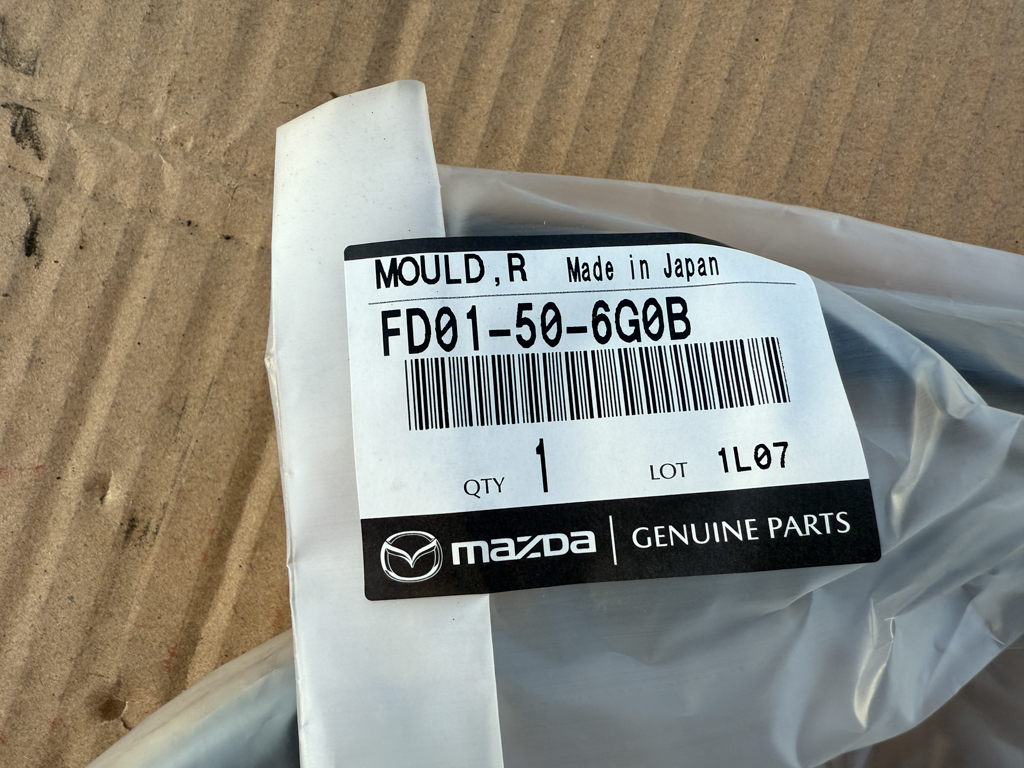 MOULD,R Made in Japan
FD01-50-6G0B
QTY 1 LOT 1L07
mazda | GENUINE PARTS